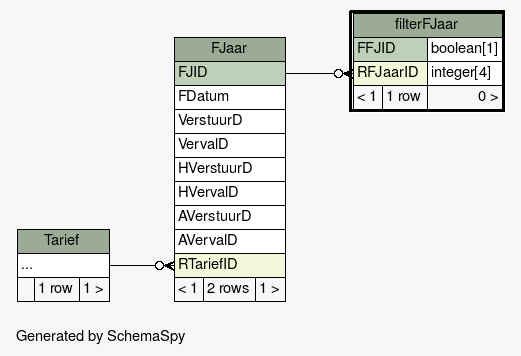 filterFJaar
FFJID boolean[1]
RFJaarID integer[4]
< 1 1 row 0 >
FJaar
FJID
FDatum
VerstuurD
VervalD
HVerstuurD
HVervalD
AVerstuurD
AVervalD
RTariefID
< 1 2 rows 1 >
Tarief
...
1 row 1 >
Generated by SchemaSpy